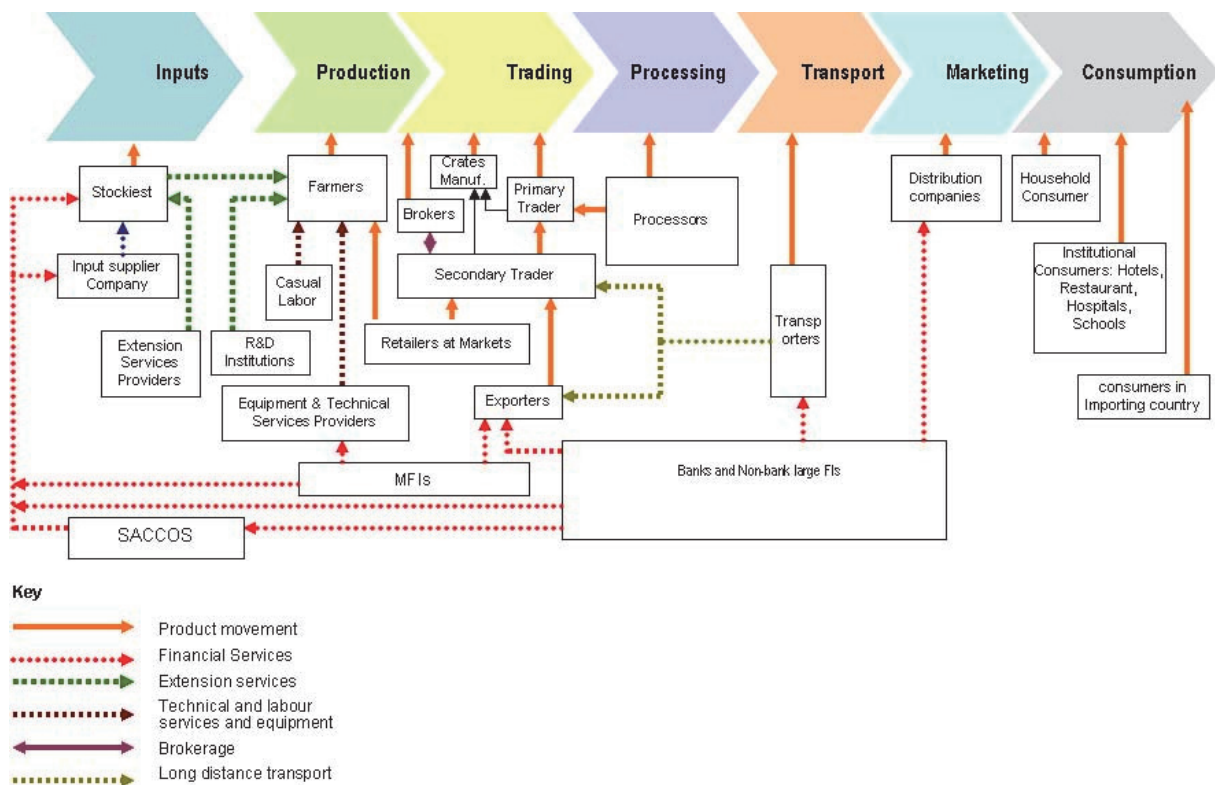 Inputs
Production
Trading
Processing
Transport
Marketing
Consumption
Stockiest
Farmers
Crates
Manuf.
Primary
Trader
Brokers
Processors
Distribution
companies
Household
Consumer
Input supplier
Company
Casual
Labor
Secondary Trader
Institutional
Consumers: Hotels,
Restaurant,
Hospitals,
Schools
Extension
Services
Providers
R&D
Institutions
Retailers at Markets
Transp
orters
Equipment & Technical
Services Providers
Exporters
consumers in
Importing country
MFIs
Banks and Non-bank large FIs
SACCOS
Key
Product movement
Financial Services
Extension services
Technical and labour
services and equipment
Brokerage
Long distance transport